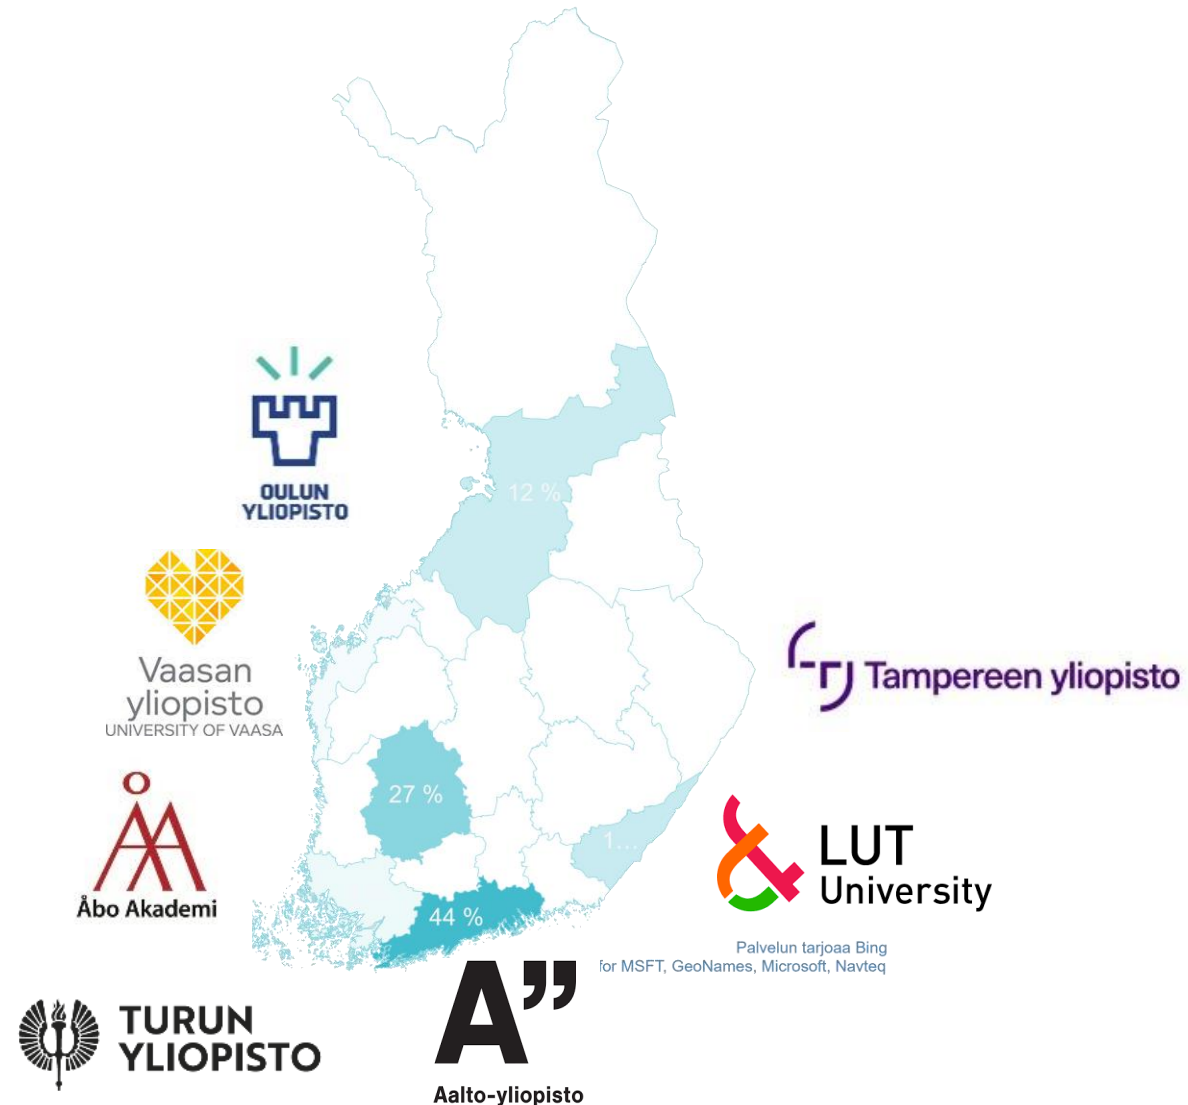 OULUN
YLIOPISTO
12 %
Vaasan
yliopisto
UNIVERSITY OF VAASA
Tampereen yliopisto
27 %
Åbo Akademi
1...
LUT
University
44 %
Palvelun tarjoaa Bing
for MSFT, GeoNames, Microsoft, Navteq
A”
TURUN
YLIOPISTO
Aalto-yliopisto